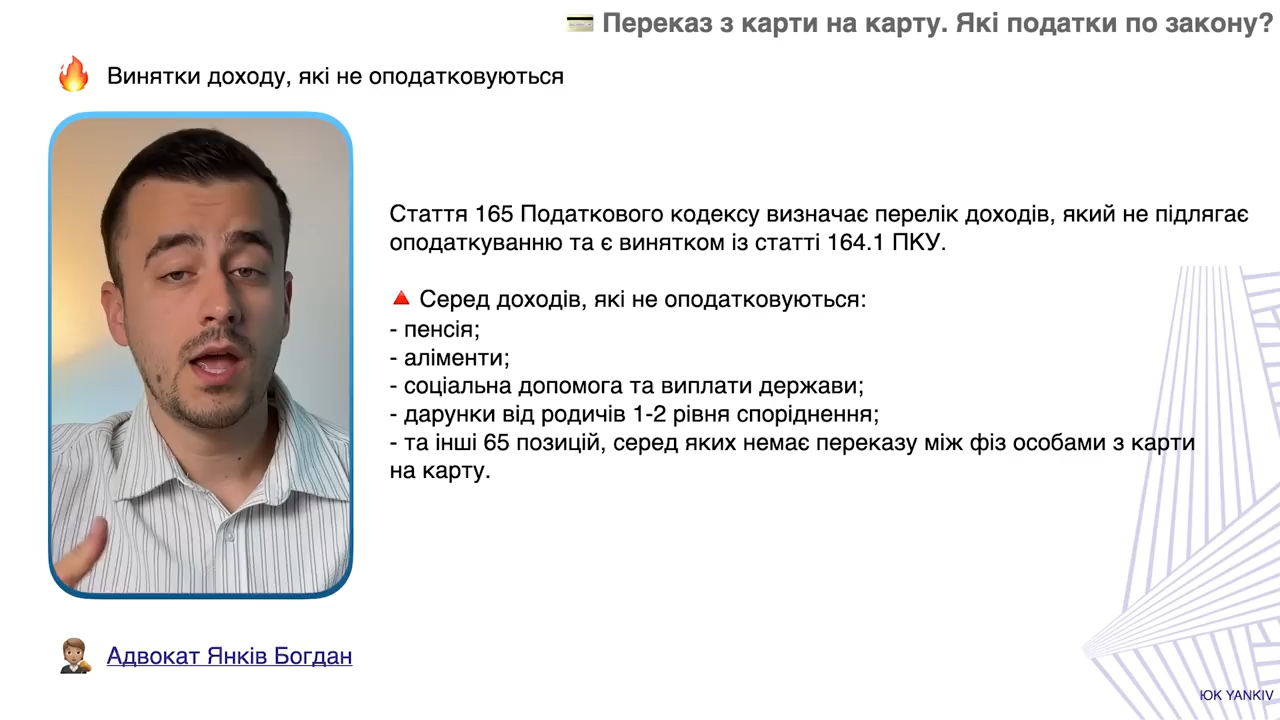 Переказ з карти на карту. Які податки по закону?
Винятки доходу, які не оподатковуються
Стаття 165 Податкового кодексу визначає перелік доходів, який не підлягає
оподаткуванню та є винятком із статті 164.1 ПКУ.
Серед доходів, які не оподатковуються:
- пенсія;
- аліменти;
- соціальна допомога та виплати держави;
- дарунки від родичів 1-2 рівня споріднення;
- та інші 65 позицій, серед яких немає переказу між фіз особами з карти
на карту.
Адвокат Янків Богдан
ЮК YANKIV